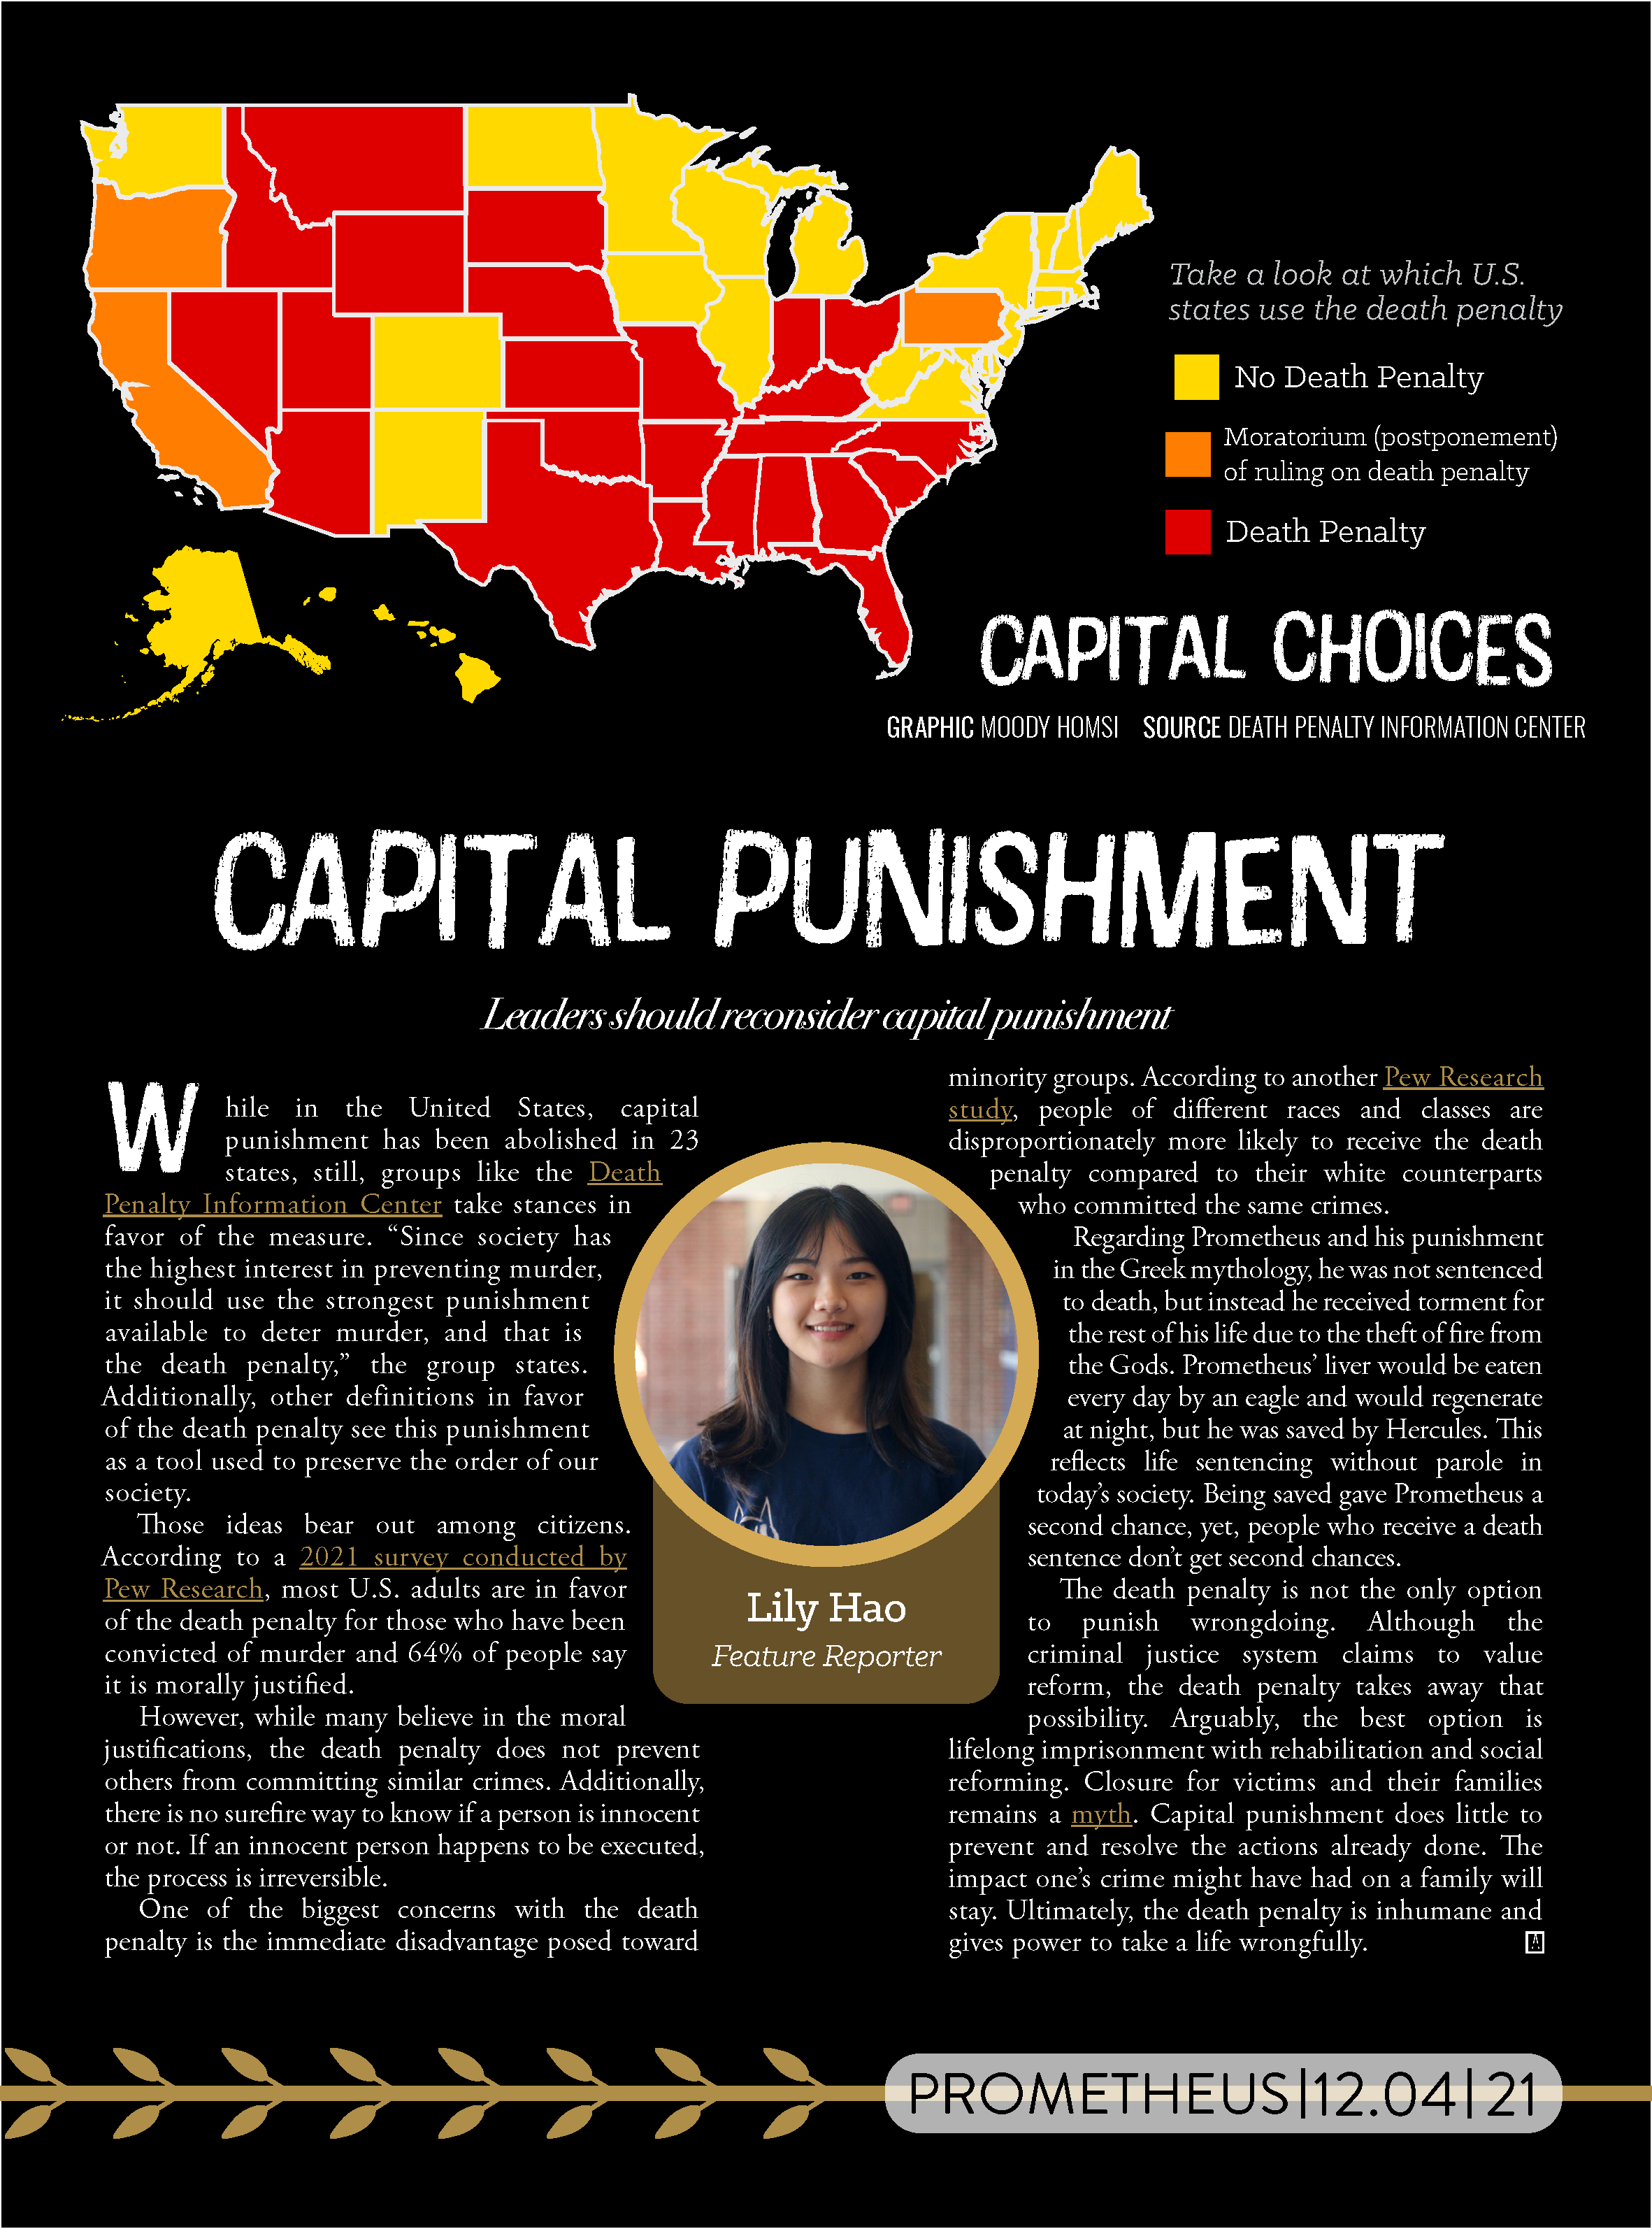 Take a look at which U.S.
states use the death penalty
No Death Penalty
Moratorium (postponement)
of ruling on death penalty
Death Penalty
CAPITAL CHOICES
GRAPHIC MOODY HOMSI SOURCE DEATH PENALTY INFORMATION CENTER
CAPITAL PUNISHMENT
Leaders should reconsider capital punishment
While in the United States, capital
punishment has been abolished in 23
states, still, groups like the Death
Penalty Information Center take stances in
favor of the measure. “Since society has
the highest interest in preventing murder,
it should use the strongest punishment
available to deter murder, and that is
the death penalty,” the group states.
Additionally, other definitions in favor
of the death penalty see this punishment
as a tool used to preserve the order of our
society.
Those ideas bear out among citizens.
According to a 2021 survey conducted by
Pew Research, most U.S. adults are in favor
of the death penalty for those who have been
convicted of murder and 64% of people say
it is morally justified.
However, while many believe in the moral
justifications, the death penalty does not prevent
others from committing similar crimes. Additionally,
there is no surefire way to know if a person is innocent
or not. If an innocent person happens to be executed,
the process is irreversible.
One of the biggest concerns with the death
penalty is the immediate disadvantage posed toward
Lily Hao
Feature Reporter
minority groups. According to another Pew Research
study, people of different races and classes are
disproportionately more likely to receive the death
penalty compared to their white counterparts
who committed the same crimes.
Regarding Prometheus and his punishment
in the Greek mythology, he was not sentenced
to death, but instead he received torment for
the rest of his life due to the theft of fire from
the Gods. Prometheus’ liver would be eaten
every day by an eagle and would regenerate
at night, but he was saved by Hercules. This
reflects life sentencing without parole in
today’s society. Being saved gave Prometheus a
second chance, yet, people who receive a death
sentence don’t get second chances.
The death penalty is not the only option
to punish wrongdoing. Although the
criminal justice system claims to value
reform, the death penalty takes away that
possibility. Arguably, the best option is
lifelong imprisonment with rehabilitation and social
reforming. Closure for victims and their families
remains a myth. Capital punishment does little to
prevent and resolve the actions already done. The
impact one’s crime might have had on a family will
stay. Ultimately, the death penalty is inhumane and
gives power to take a life wrongfully.
A
PROMETHEUS|12.04|21